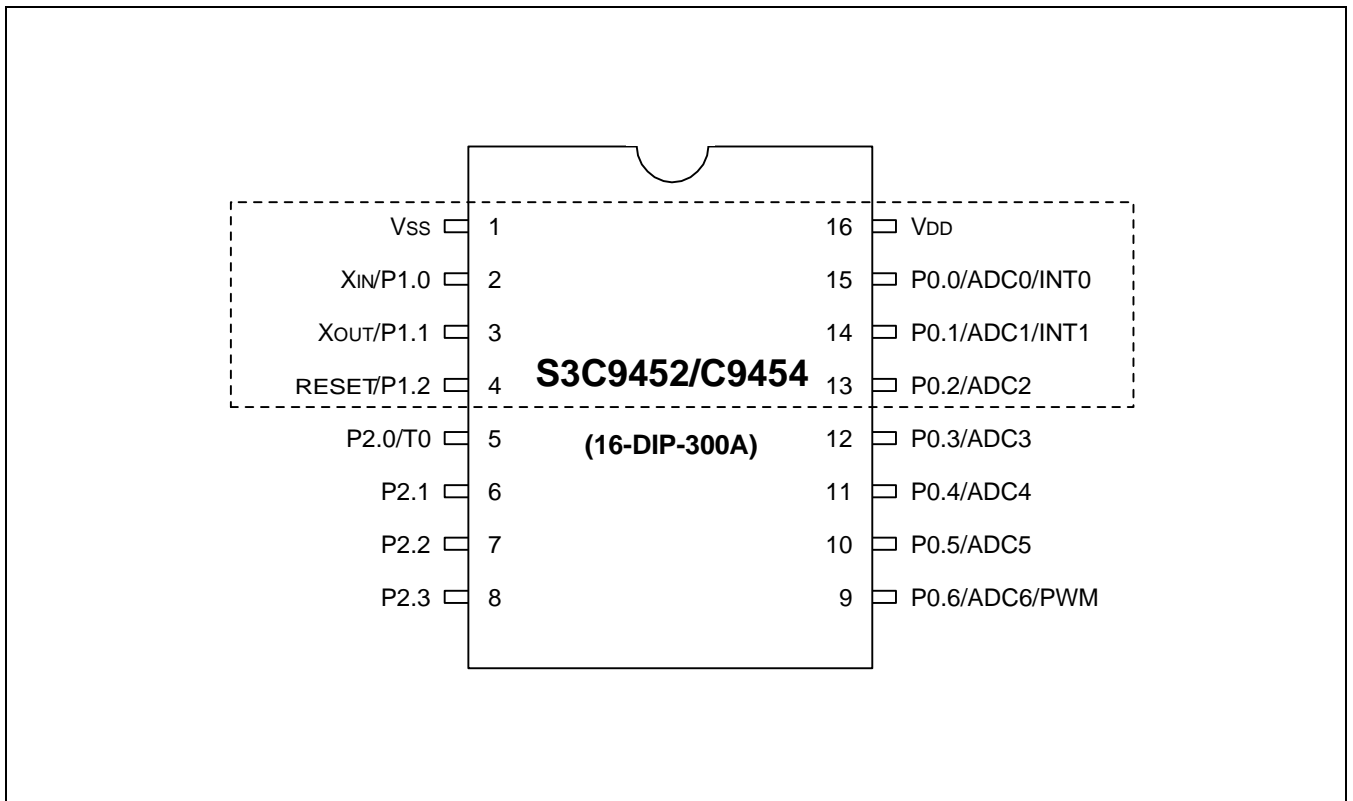 VSS 1 16 VDD
XIN/P1.0 2 15 P0.0/ADC0/INT0
XOUT/P1.1 3 14 P0.1/ADC1/INT1
S3C9452/C9454
RESET/P1.2 4 13 P0.2/ADC2
P2.0/T0 5 (16-DIP-300A) 12 P0.3/ADC3
P2.1 6 11 P0.4/ADC4
P2.2 7 10 P0.5/ADC5
P2.3 8 9 P0.6/ADC6/PWM